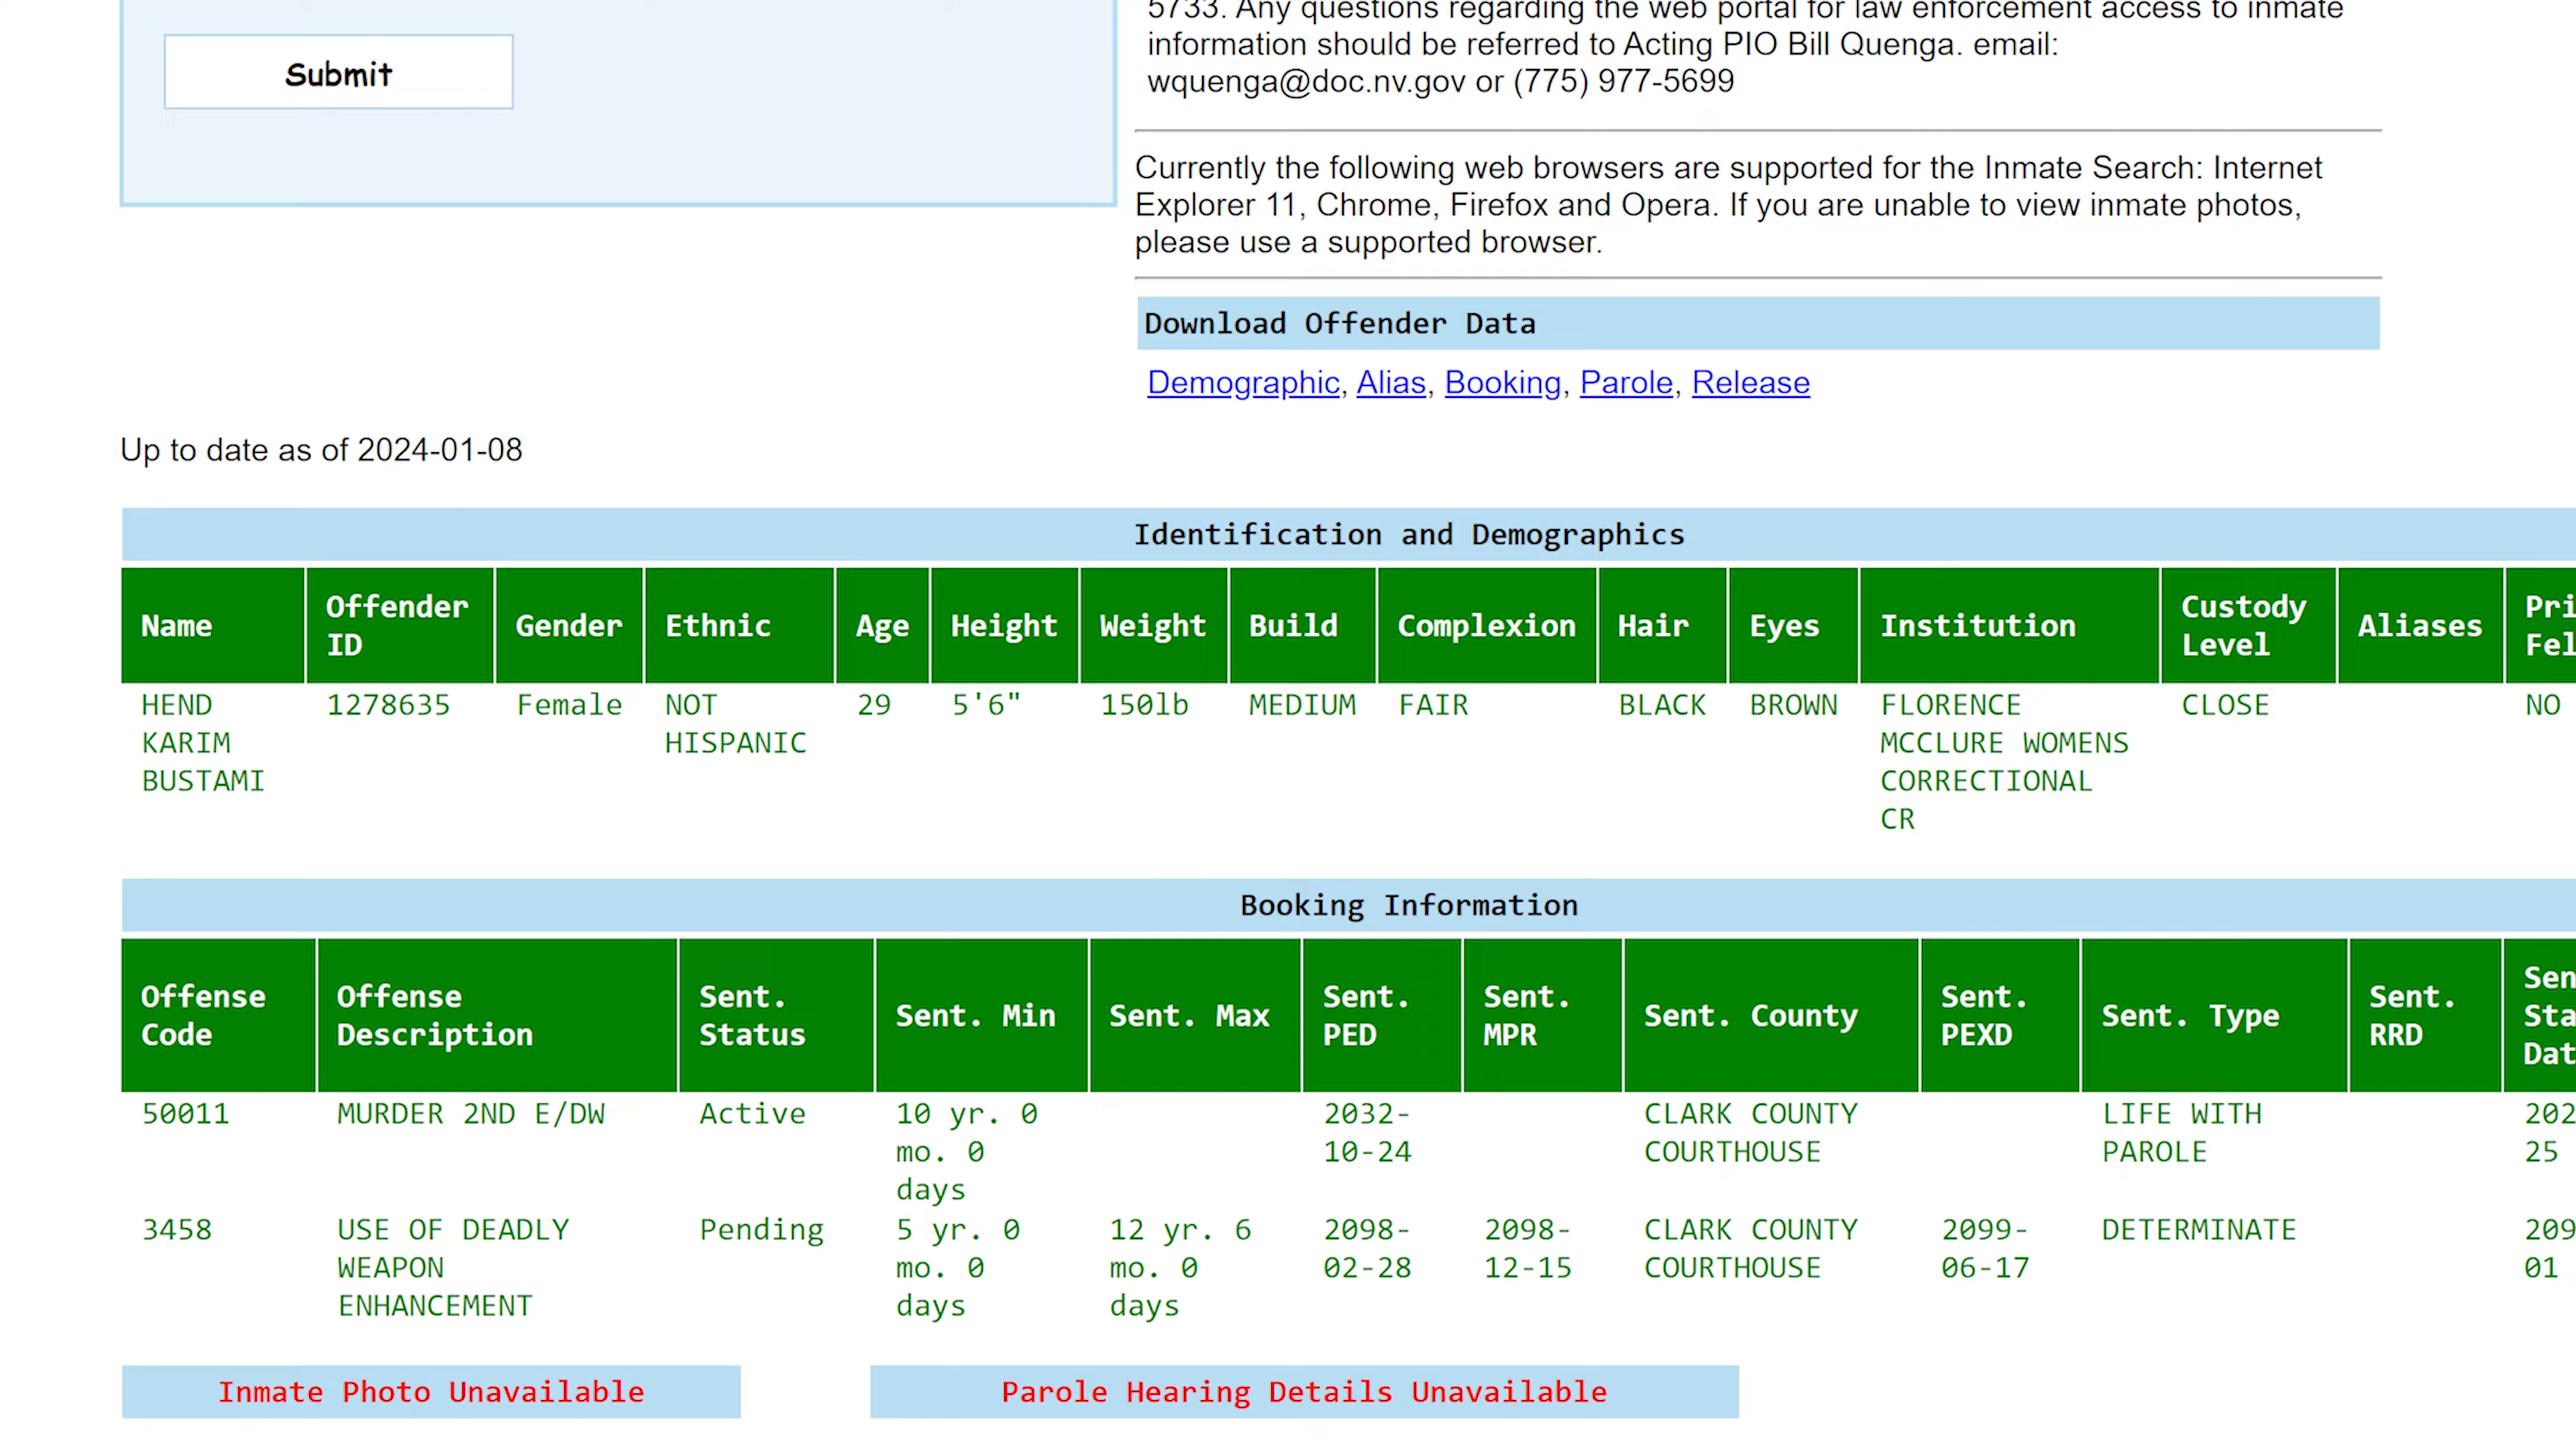 Submit
5733. Any questions regarding the web portal for law enforcement access to inmate
information should be referred to Acting PIO Bill Quenga. email:
wquenga@doc.nv.gov or (775) 977-5699
Currently the following web browsers are supported for the Inmate Search: Internet
Explorer 11, Chrome, Firefox and Opera. If you are unable to view inmate photos,
please use a supported browser.
Download Offender Data
Demographic, Alias, Booking, Parole, Release
Up to date as of 2024-01-08
Identification and Demographics
Name Offender ID Gender Ethnic Age Height Weight Build Complexion Hair Eyes Institution Custody Level Aliases Pri Fel
HEND 1278635 Female NOT 29 5'6" 150lb MEDIUM FAIR BLACK BROWN FLORENCE CLOSE NO
KARIM HISPANIC MCCLURE WOMENS
BUSTAMI CORRECTIONAL
CR
Booking Information
Offense Code Offense Description Sent. Status Sent. Min Sent. Max Sent. PED Sent. MPR Sent. County Sent. PEXD Sent. Type Sent. RRD Sen Sta Dat
50011 MURDER 2ND E/DW Active 10 yr. 0 2032- CLARK COUNTY LIFE WITH 202
mo. 0 10-24 COURTHOUSE PAROLE 25
days
3458 USE OF DEADLY Pending 5 yr. 0 12 yr. 6 2098- 2098- CLARK COUNTY 2099- DETERMINATE 209
WEAPON mo. 0 mo. 0 02-28 12-15 COURTHOUSE 06-17 01
ENHANCEMENT days days
Inmate Photo Unavailable
Parole Hearing Details Unavailable